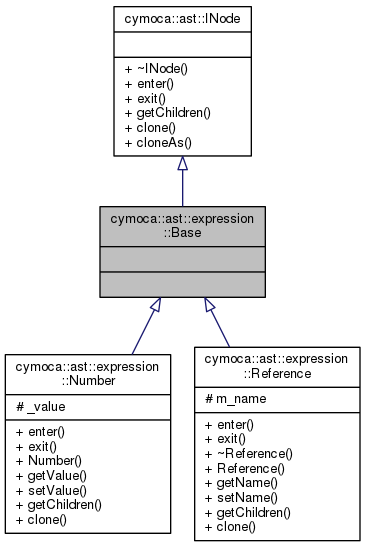 cymoca::ast::INode
+ ~INode()
+ enter()
+ exit()
+ getChildren()
+ clone()
+ cloneAs()
cymoca::ast::expression
::Base
cymoca::ast::expression
::Number
# _value
+ enter()
+ exit()
+ Number()
+ getValue()
+ setValue()
+ getChildren()
+ clone()
cymoca::ast::expression
::Reference
# m_name
+ enter()
+ exit()
+ ~Reference()
+ Reference()
+ getName()
+ setName()
+ getChildren()
+ clone()